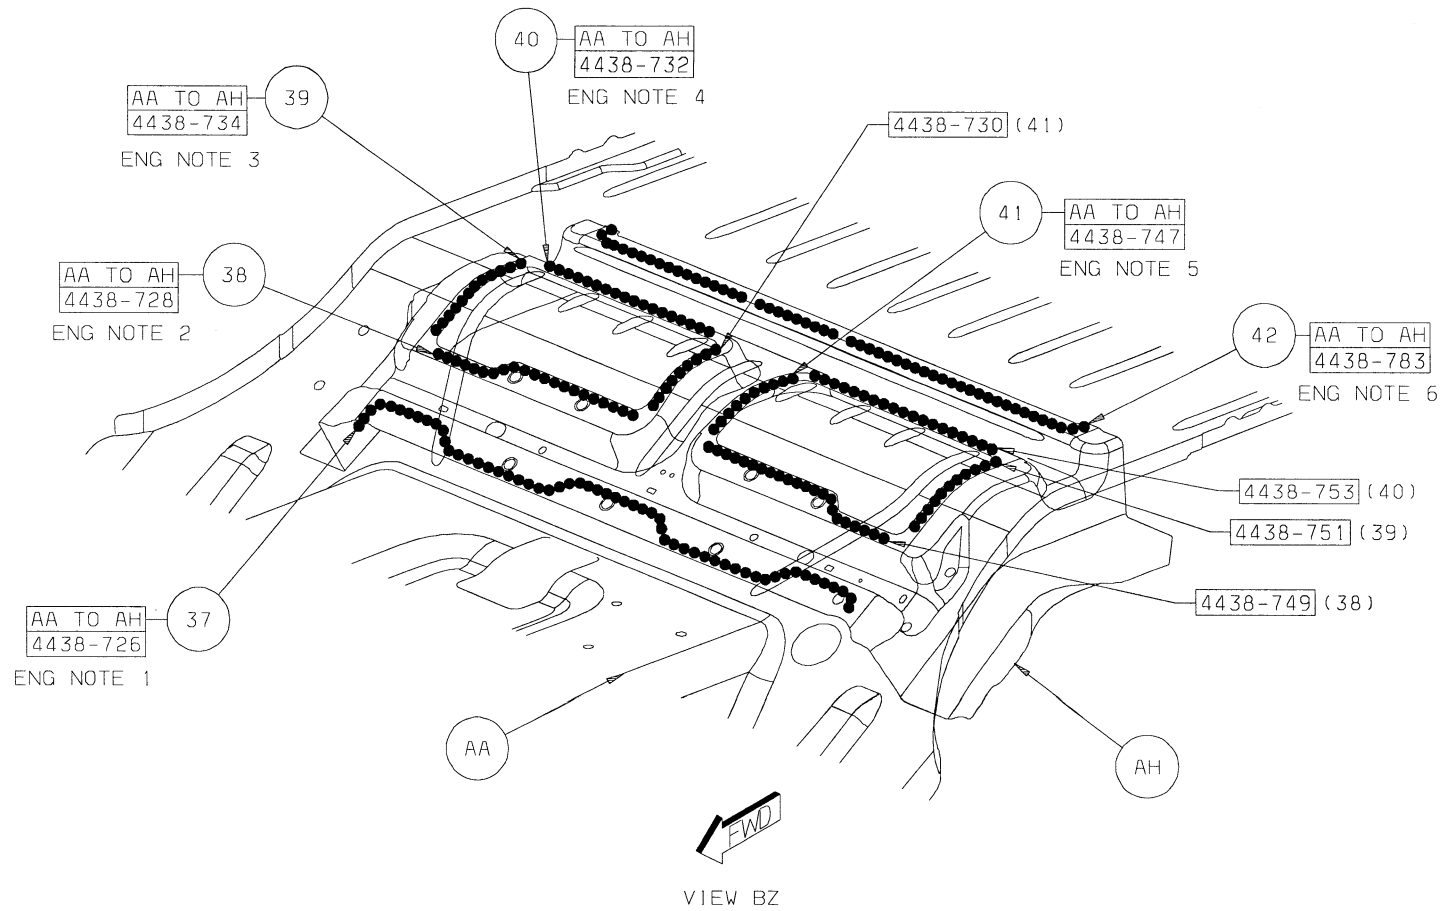 40
AA TO AH
4438-732
ENG NOTE 4
39
AA TO AH
4438-734
ENG NOTE 3
4438-730 (41)
41
AA TO AH
4438-747
ENG NOTE 5
38
AA TO AH
4438-728
ENG NOTE 2
42
AA TO AH
4438-783
ENG NOTE 6
4438-753 (40)
4438-751 (39)
4438-749 (38)
37
AA TO AH
4438-726
ENG NOTE 1
AA
AH
FWD
VIEW BZ